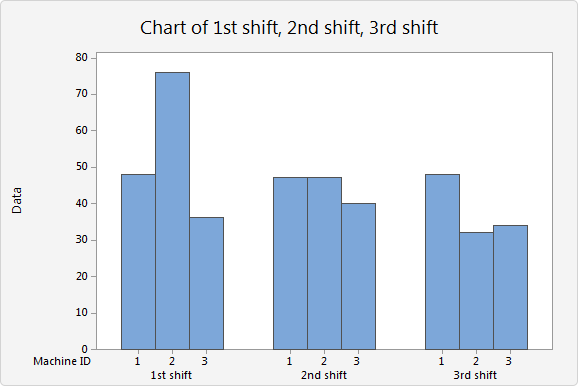 Chart of 1st shift, 2nd shift, 3rd shift
80
70
60
50
40
30
20
10
0
Data
Machine ID 1 2 3 1 2 3 1 2 3
1st shift 2nd shift 3rd shift